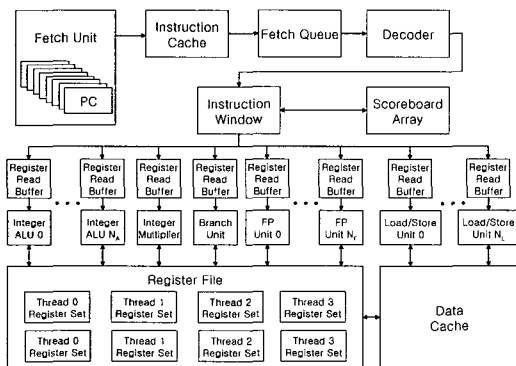 Fetch Unit
PC
Instruction
Cache
Fetch Queue
Decoder
Instruction
Window
Scoreboard
Array
Register
Read
Buffer
Register
Read
Buffer
Register
Read
Buffer
Register
Read
Buffer
Register
Read
Buffer
Register
Read
Buffer
Register
Read
Buffer
Register
Read
Buffer
Integer
ALU 0
Integer
ALU N_A
Integer
Multiplier
Branch
Unit
FP
Unit 0
FP
Unit N_F
Load/Store
Unit 0
Load/Store
Unit N_L
Register File
Thread 0
Register Set
Thread 1
Register Set
Thread 2
Register Set
Thread 3
Register Set
Thread 0
Register Set
Thread 1
Register Set
Thread 2
Register Set
Thread 3
Register Set
Data
Cache